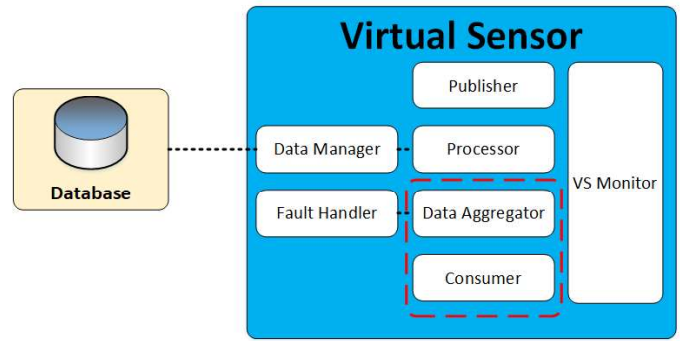 Virtual Sensor
Publisher
Data Manager
Processor
VS Monitor
Database
Fault Handler
Data Aggregator
Consumer